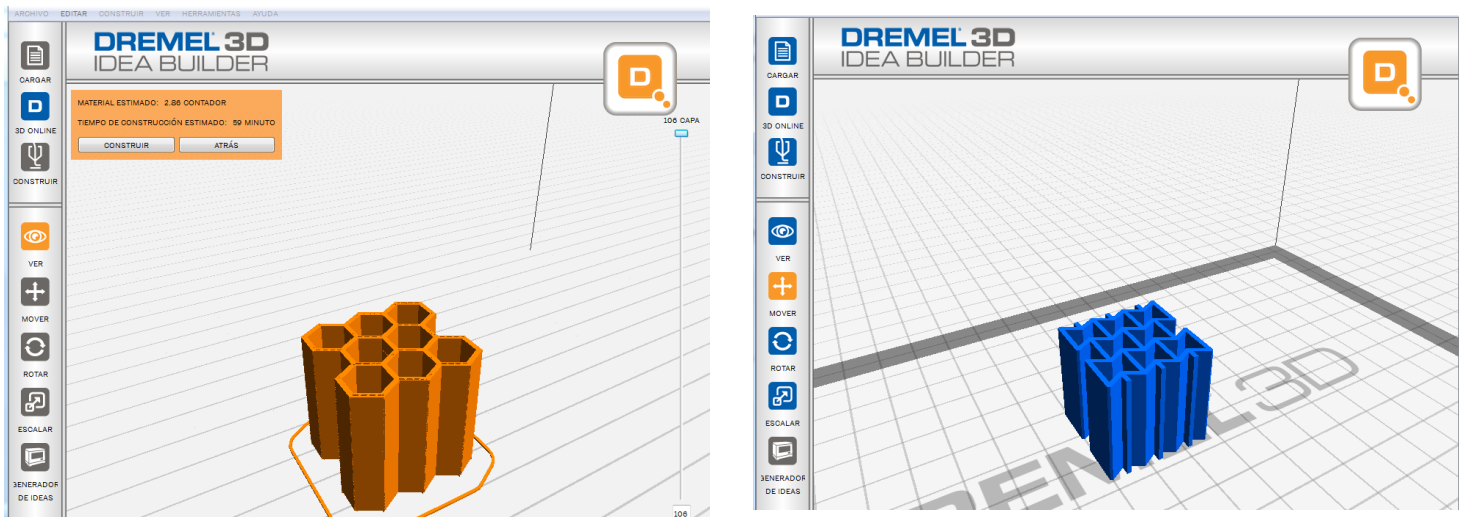 ARCHIVO EDITAR CONSTRUIR VER HERRAMIENTAS AYUDA
DREMEL 3D
IDEA BUILDER
D
CARGAR
D
3D ONLINE
CONSTRUIR
VER
MOVER
ROTAR
ESCALAR
GENERADOR
DE IDEAS
MATERIAL ESTIMADO: 2.86 CONTADOR
TIEMPO DE CONSTRUCCIÓN ESTIMADO: 59 MINUTO
CONSTRUIR ATRÁS
106 CAPA
106
DREMEL 3D
IDEA BUILDER
D
CARGAR
D
3D ONLINE
CONSTRUIR
VER
MOVER
ROTAR
ESCALAR
GENERADOR
DE IDEAS
DREMEL3D